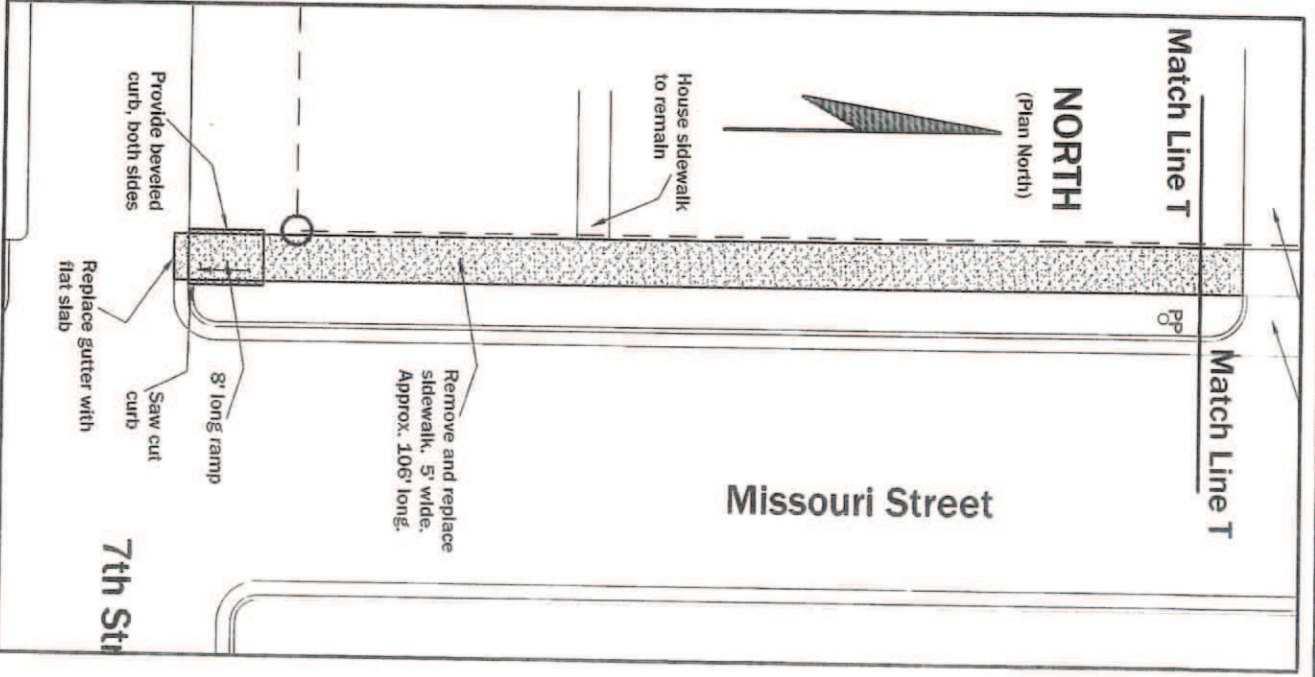 Match Line T
Match Line T
NORTH
(Plan North)
PP
House sidewalk
to remain
Missouri Street
Remove and replace
sidewalk. 5' wide.
Approx. 106' long.
Provide beveled
curb, both sides
8' long ramp
Saw cut
curb
Replace gutter with
flat slab
7th Str